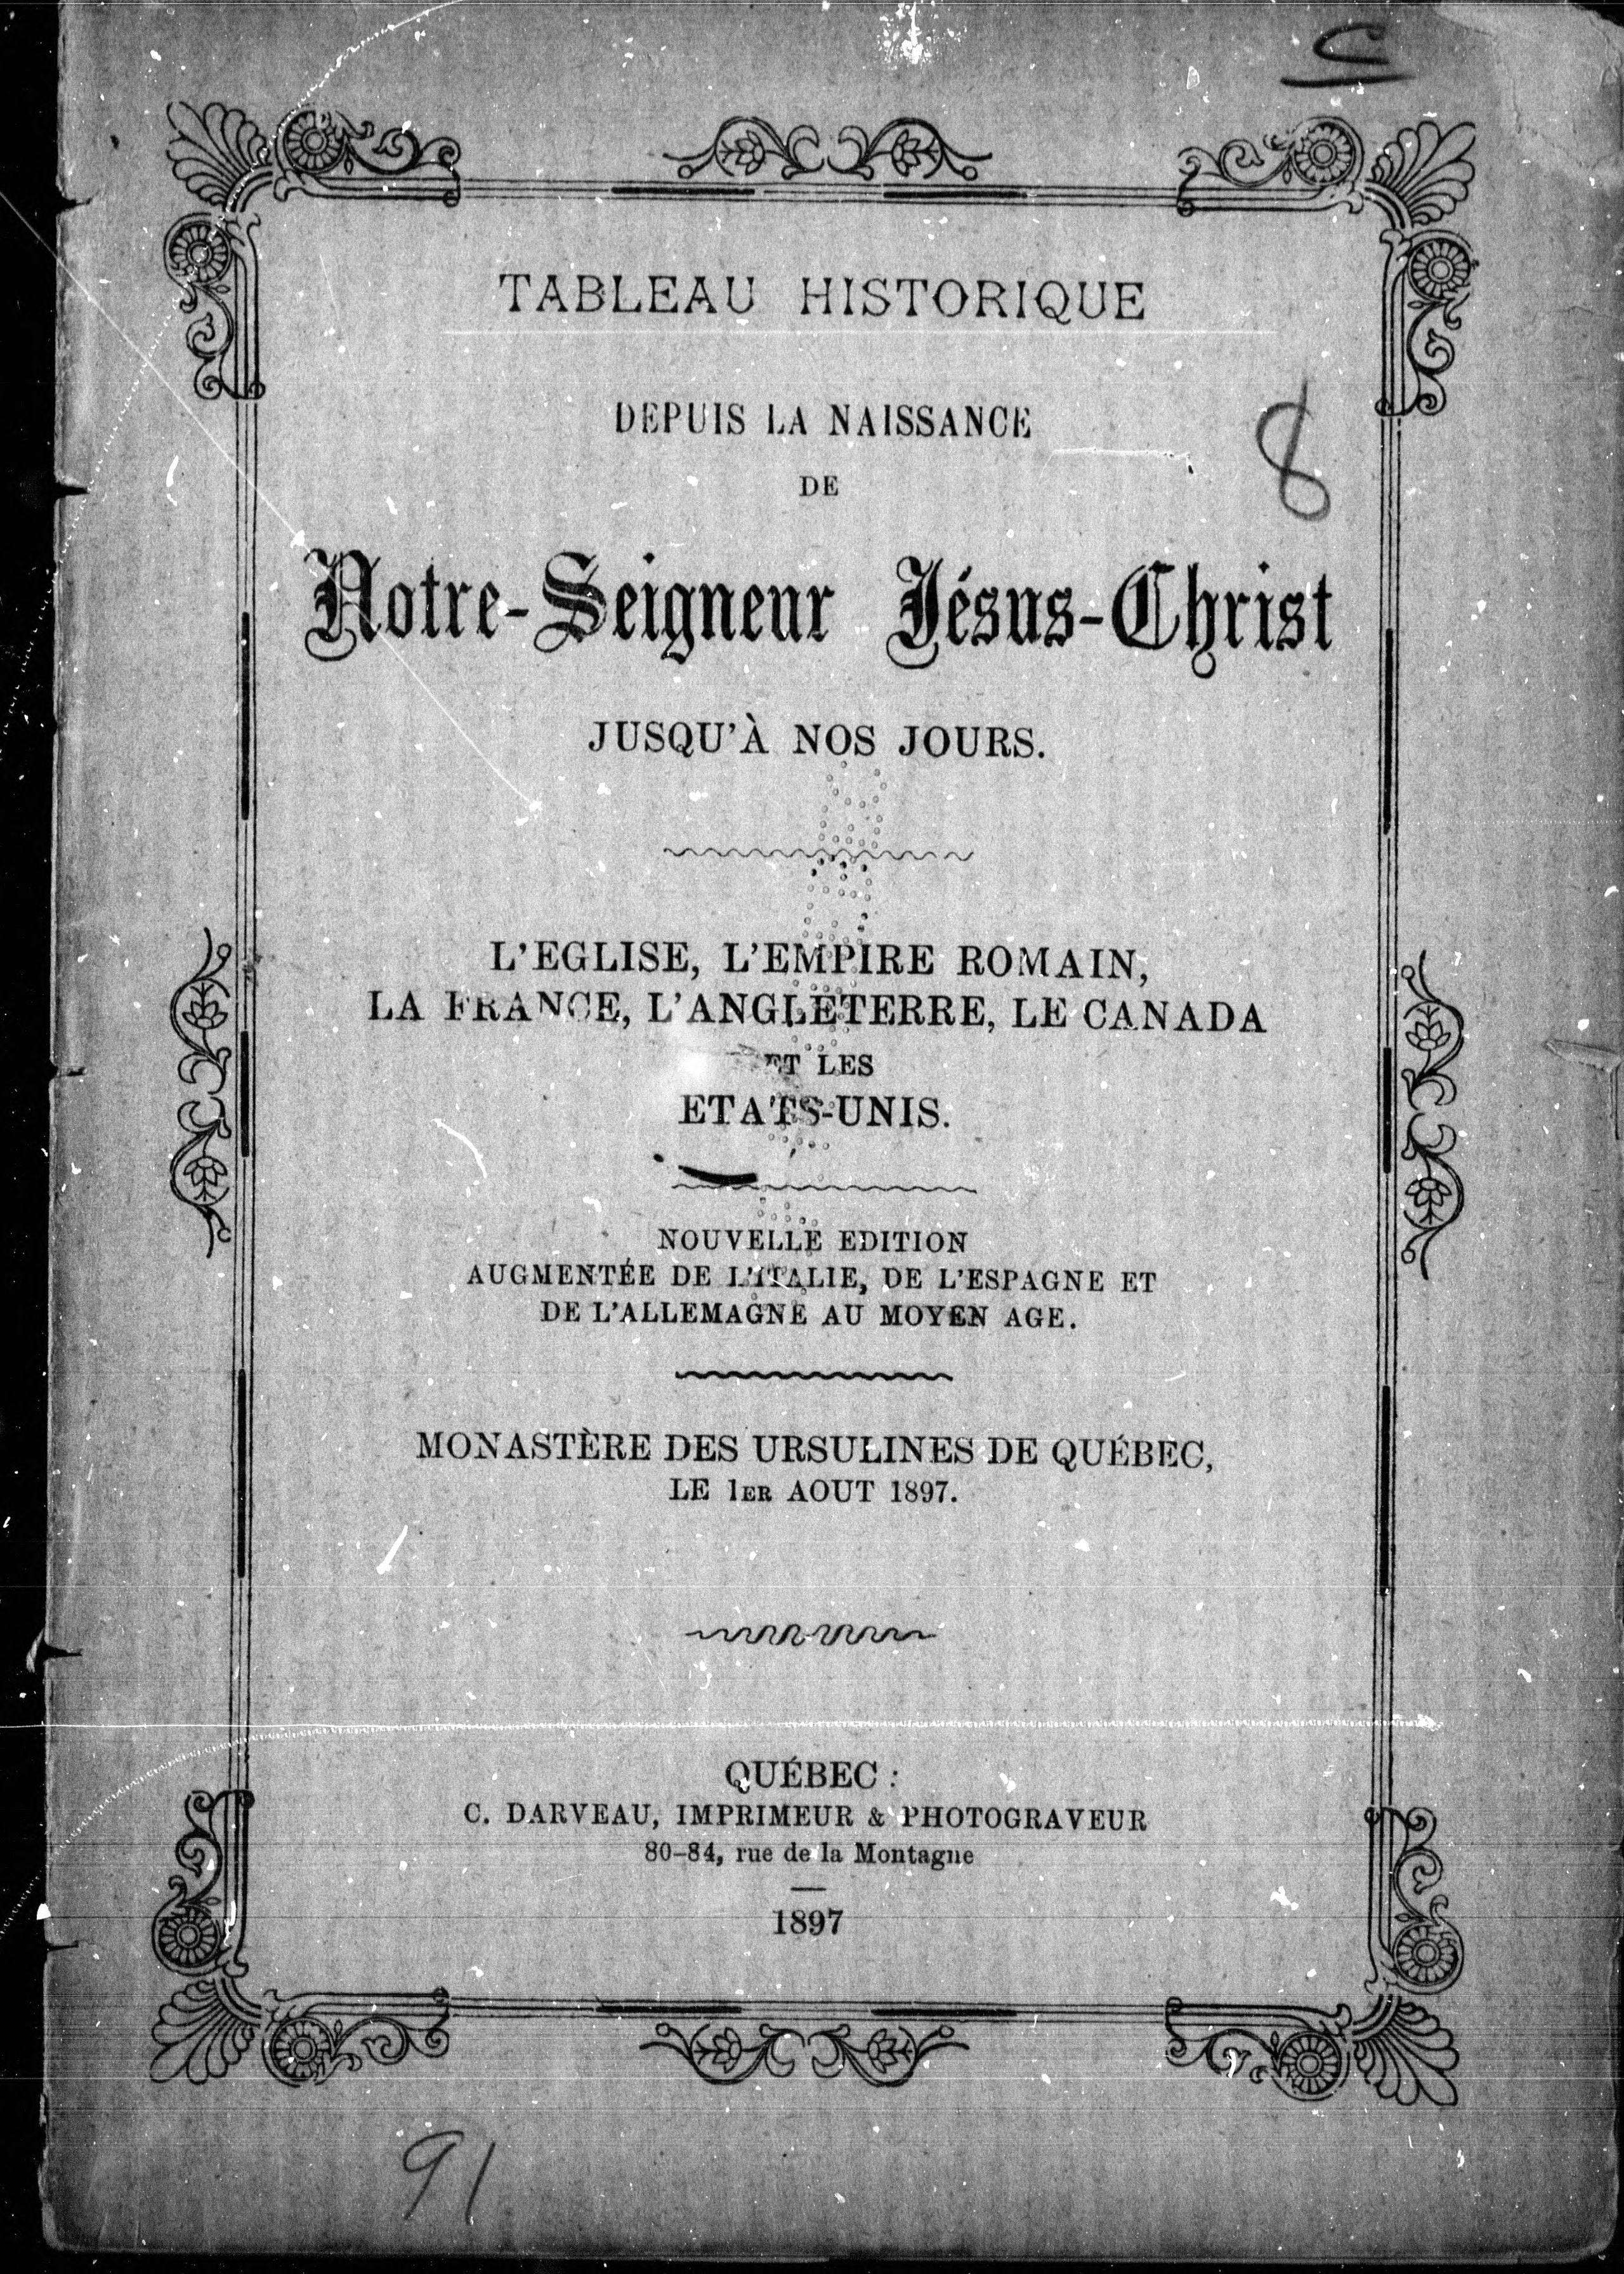 TABLEAU HISTORIQUE
DEPUIS LA NAISSANCE
DE
8
Notre-Seigneur Jésus-Christ
JUSQU'À NOS JOURS.
L'EGLISE, L'EMPIRE ROMAIN,
LA FRANCE, L'ANGLETERRE, LE CANADA
ET LES
ETATS-UNIS.
NOUVELLE EDITION
AUGMENTÉE DE L'ITALIE, DE L'ESPAGNE ET
DE L'ALLEMAGNE AU MOYEN AGE.
MONASTÈRE DES URSULINES DE QUÉBEC,
LE 1ER AOUT 1897.
QUÉBEC :
C. DARVEAU, IMPRIMEUR & PHOTOGRAVEUR
80-84, rue de la Montagne
1897
91